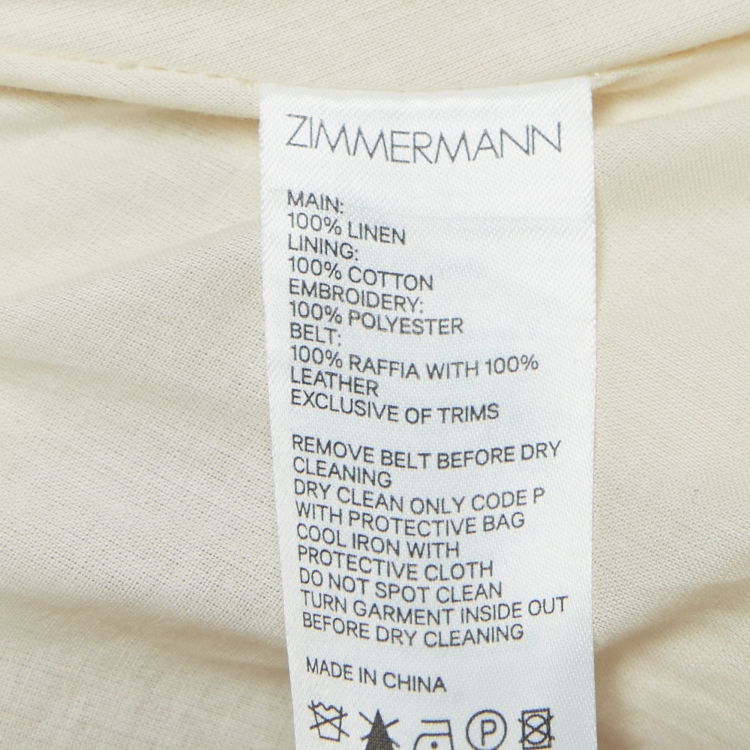 ZIMMERMANN
MAIN:
100% LINEN
LINING:
100% COTTON
EMBROIDERY:
100% POLYESTER
BELT:
100% RAFFIA WITH 100%
LEATHER
EXCLUSIVE OF TRIMS
REMOVE BELT BEFORE DRY
CLEANING
DRY CLEAN ONLY CODE P
WITH PROTECTIVE BAG
COOL IRON WITH
PROTECTIVE CLOTH
DO NOT SPOT CLEAN
TURN GARMENT INSIDE OUT
BEFORE DRY CLEANING
MADE IN CHINA
P